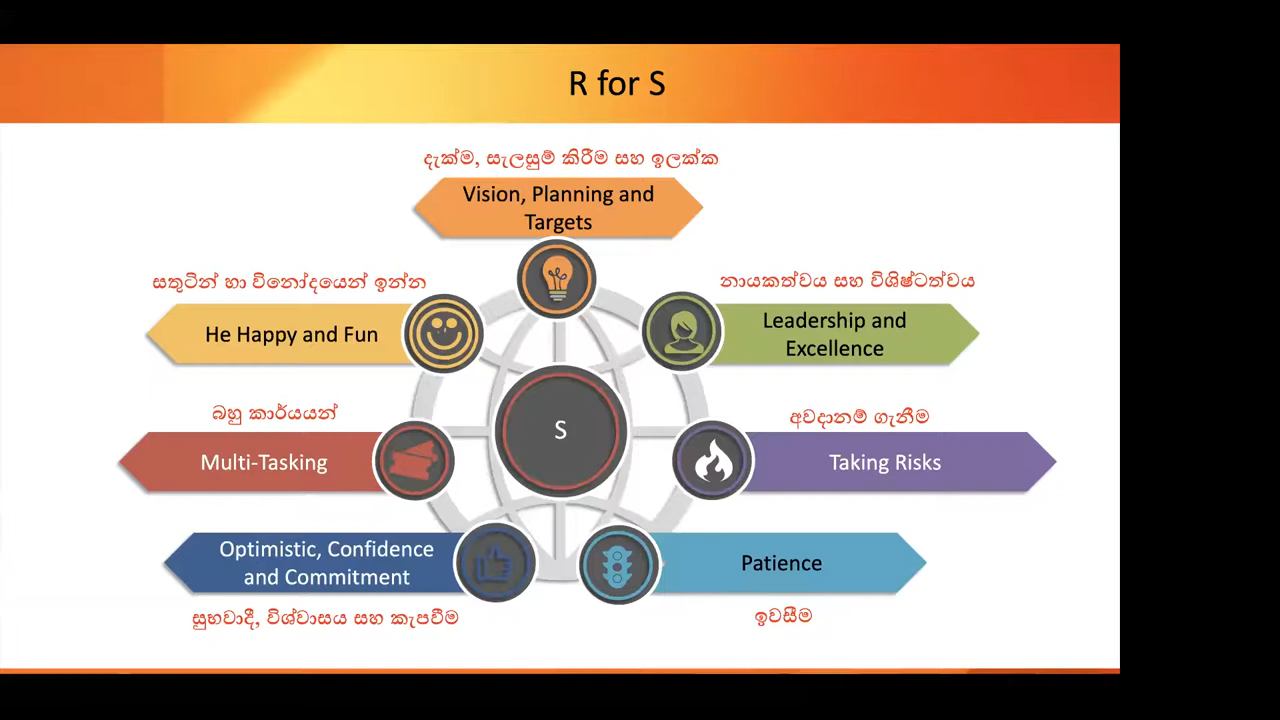 R for S
දැක්ම, සැලසුම් කිරීම සහ ඉලක්ක
Vision, Planning and
Targets
සතුටින් හා විනෝදයෙන් ඉන්න
He Happy and Fun
නායකත්වය සහ විශිෂ්ටත්වය
Leadership and
Excellence
බහු කාර්යයන්
Multi-Tasking
S
අවදානම් ගැනීම
Taking Risks
Optimistic, Confidence
and Commitment
සුභවාදී, විශ්වාසය සහ කැපවීම
Patience
ඉවසීම